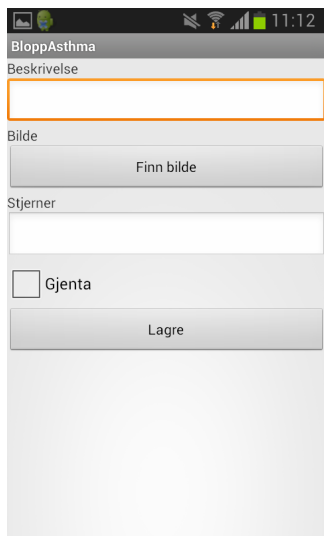 11:12
BloppAsthma
Beskrivelse
Bilde
Finn bilde
Stjerner
Gjenta
Lagre